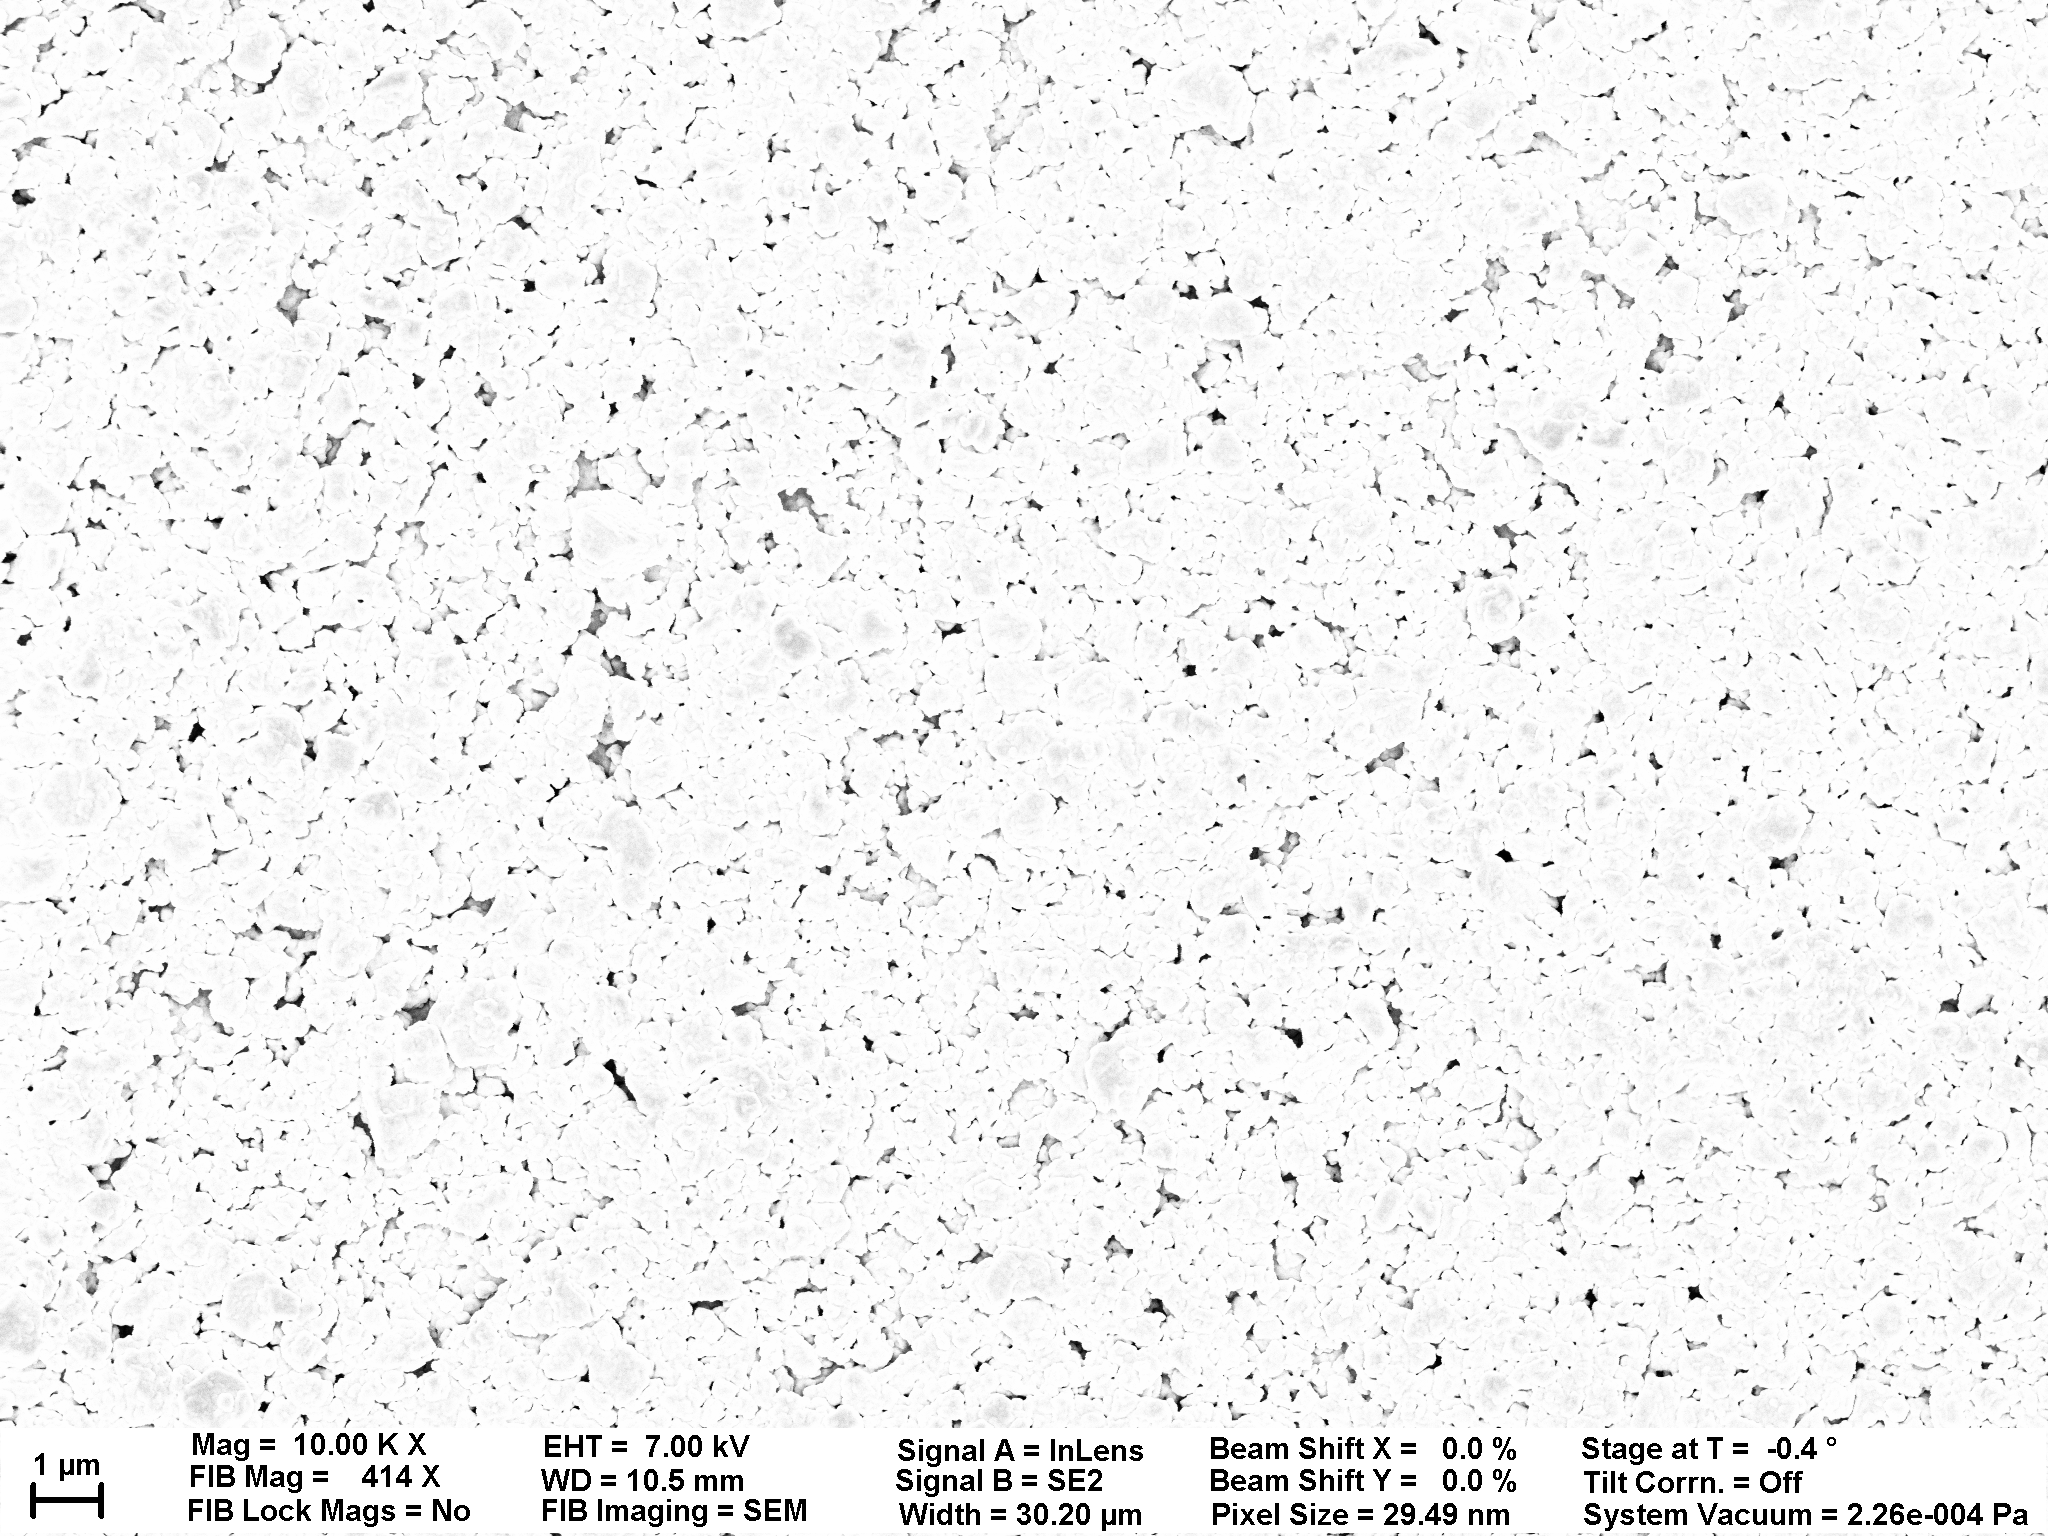 1 µm
Mag = 10.00 K X
FIB Mag = 414 X
FIB Lock Mags = No
EHT = 7.00 kV
WD = 10.5 mm
FIB Imaging = SEM
Signal A = InLens
Signal B = SE2
Width = 30.20 µm
Beam Shift X = 0.0 %
Beam Shift Y = 0.0 %
Pixel Size = 29.49 nm
Stage at T = -0.4 °
Tilt Corrn. = Off
System Vacuum = 2.26e-004 Pa